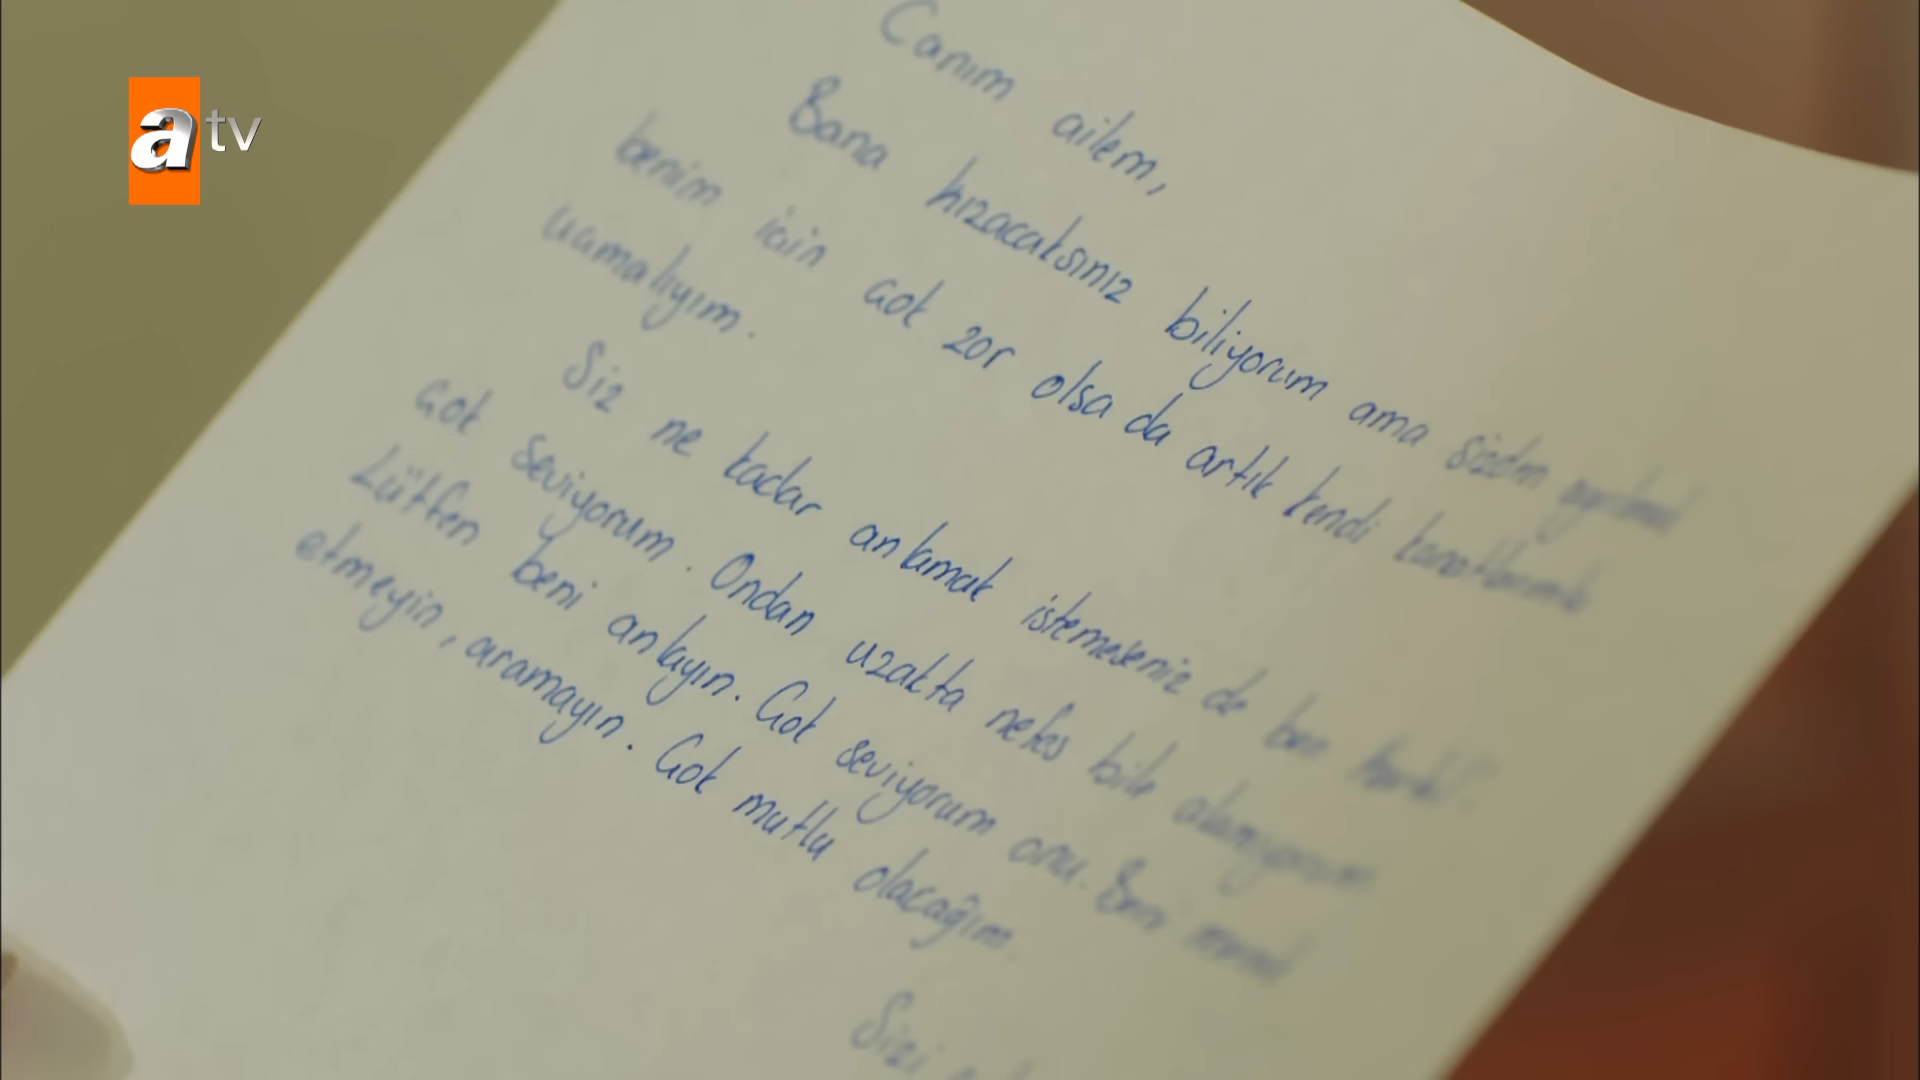 atv
Canım ailem,
Bana kızacaksınız biliyorum ama sizden
benim için çok zor olsa da artık kendi kanatlarımla
uçmalıyım.
Siz ne kadar anlamak istemeseniz de ben
çok seviyorum. Ondan uzakta nefes bile alamıyorum
Lütfen beni anlayın. Çok seviyorum onu. Beni merak
etmeyin, aramayın. Çok mutlu olacağım.
Sizi